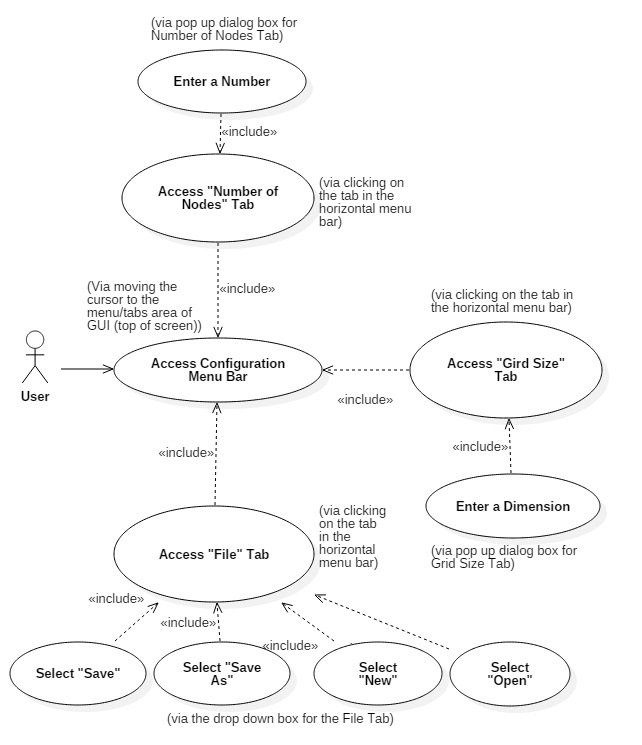 (via pop up dialog box for
Number of Nodes Tab)
Enter a Number
«include»
Access "Number of
Nodes" Tab
(via clicking on
the tab in the
horizontal menu
bar)
«include»
(Via moving the
cursor to the
menu/tabs area of
GUI (top of screen))
(via clicking on the tab in
the horizontal menu bar)
User
Access Configuration
Menu Bar
Access "Gird Size"
Tab
«include»
«include»
«include»
Enter a Dimension
(via pop up dialog box for
Grid Size Tab)
Access "File" Tab
(via clicking
on the tab
in the
horizontal
menu bar)
«include»
«include»
«include»
Select "Save"
Select "Save
As"
Select
"New"
Select
"Open"
(via the drop down box for the File Tab)